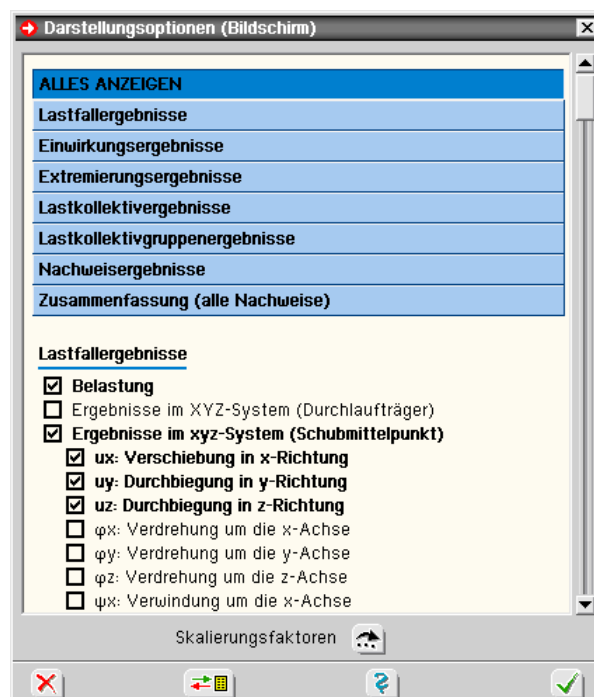 Darstellungsoptionen (Bildschirm)
ALLES ANZEIGEN
Lastfallergebnisse
Einwirkungsergebnisse
Extremierungsergebnisse
Lastkollektivergebnisse
Lastkollektivgruppenergebnisse
Nachweisergebnisse
Zusammenfassung (alle Nachweise)
Lastfallergebnisse
Belastung
Ergebnisse im XYZ-System (Durchlaufträger)
Ergebnisse im xyz-System (Schubmittelpunkt)
ux: Verschiebung in x-Richtung
uy: Durchbiegung in y-Richtung
uz: Durchbiegung in z-Richtung
φx: Verdrehung um die x-Achse
φy: Verdrehung um die y-Achse
φz: Verdrehung um die z-Achse
ψx: Verwindung um die x-Achse
Skalierungsfaktoren